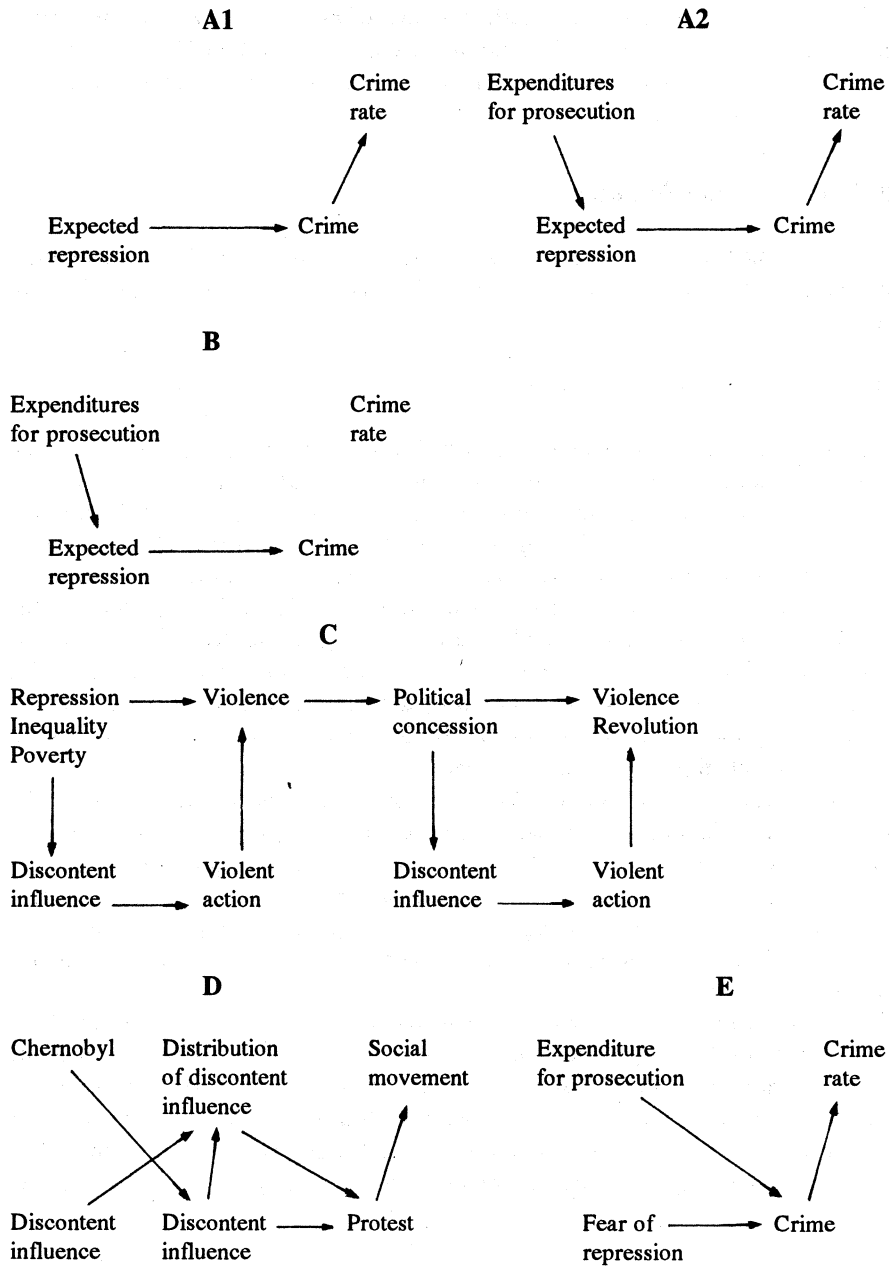 A1
Crime
rate
Expected
repression
Crime
A2
Expenditures
for prosecution
Crime
rate
Expected
repression
Crime
B
Expenditures
for prosecution
Crime
rate
Expected
repression
Crime
C
Repression
Inequality
Poverty
Violence
Political
concession
Violence
Revolution
Discontent
influence
Violent
action
Discontent
influence
Violent
action
D
Chernobyl
Distribution
of discontent
influence
Social
movement
Discontent
influence
Discontent
influence
Protest
E
Expenditure
for prosecution
Crime
rate
Fear of
repression
Crime